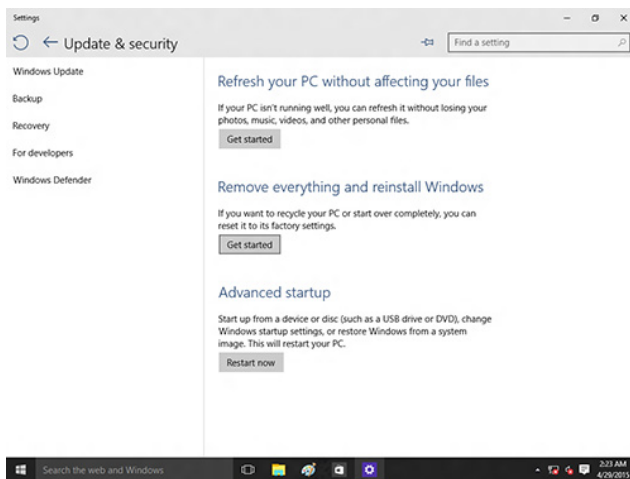 Settings
Update & security
Find a setting
Windows Update
Backup
Recovery
For developers
Windows Defender
Refresh your PC without affecting your files
If your PC isn't running well, you can refresh it without losing your
photos, music, videos, and other personal files.
Get started
Remove everything and reinstall Windows
If you want to recycle your PC or start over completely, you can
reset it to its factory settings.
Get started
Advanced startup
Start up from a device or disc (such as a USB drive or DVD), change
Windows startup settings, or restore Windows from a system
image. This will restart your PC.
Restart now
Search the web and Windows
2:23 AM
4/29/2015